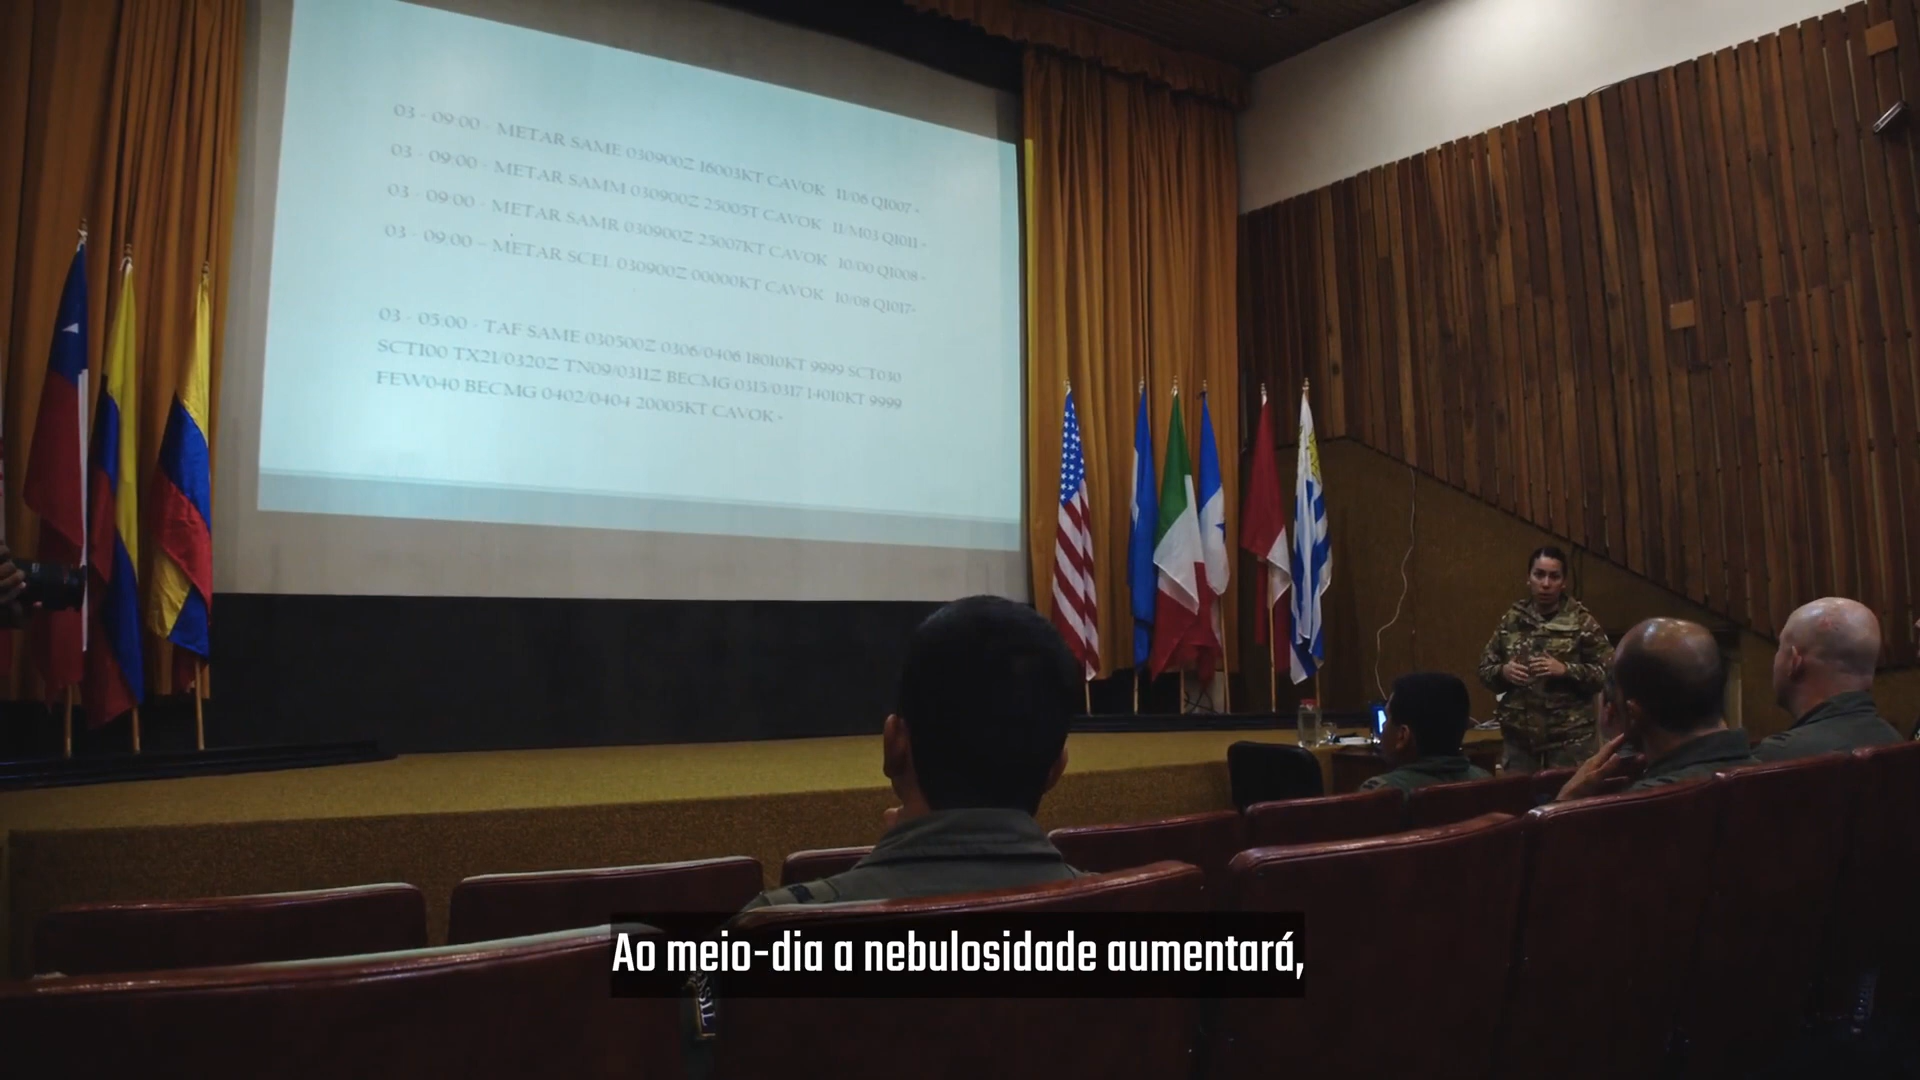 03 - 09:00 - METAR SAME 030900Z 16003KT CAVOK 11/06 Q1007 -
03 - 09:00 - METAR SAMM 030900Z 25005T CAVOK 11/M03 Q1011 -
03 - 09:00 - METAR SAMR 030900Z 25007KT CAVOK 10/00 Q1008 -
03 - 09:00 - METAR SCEL 030900Z 00000KT CAVOK 10/08 Q1017-
03 - 05:00 - TAF SAME 030500Z 0306/0406 18010KT 9999 SCT030
SCT100 TX21/0320Z TN09/0311Z BECMG 0315/0317 14010KT 9999
FEW040 BECMG 0402/0404 20005KT CAVOK -
Ao meio-dia a nebulosidade aumentará,